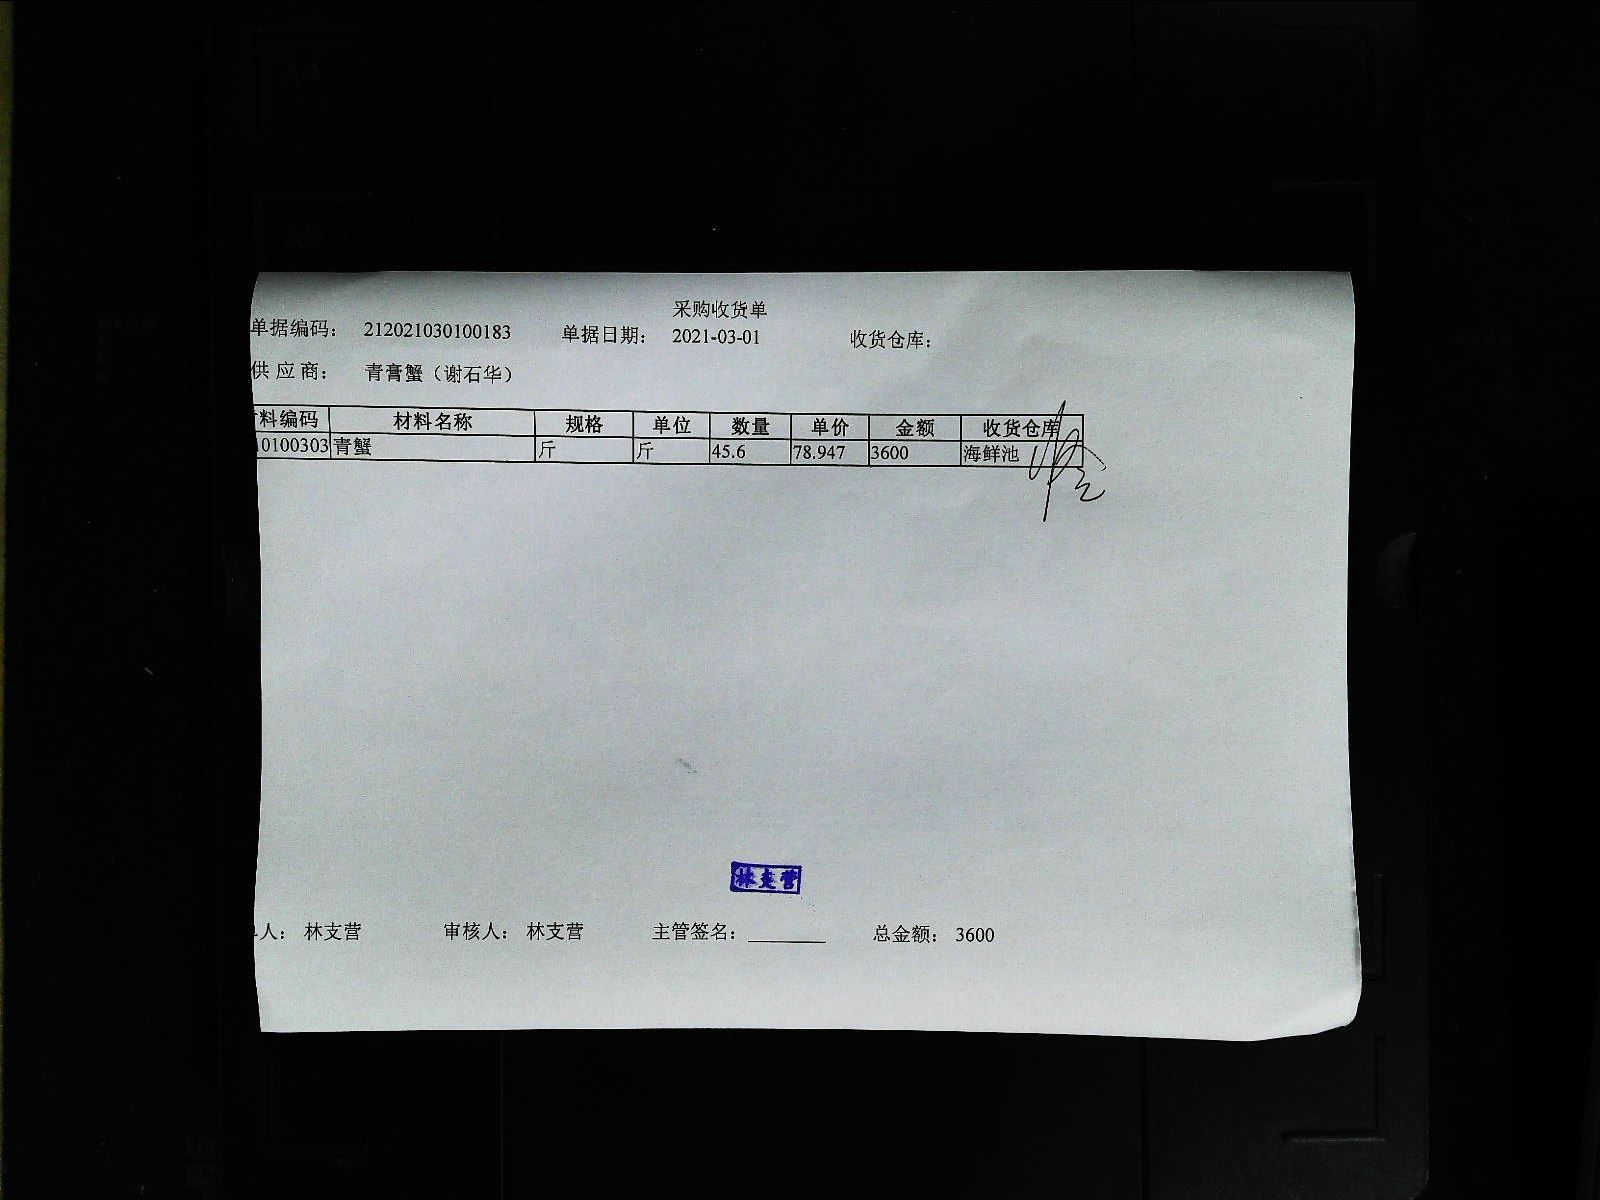 采购收货单
单据编码： 212021030100183 单据日期： 2021-03-01 收货仓库：
供 应 商： 青膏蟹（谢石华）
料编码 材料名称 规格 单位 数量 单价 金额 收货仓库
10100303 青蟹 斤 斤 45.6 78.947 3600 海鲜池
林支营
人： 林支营 审核人： 林支营 主管签名： 总金额： 3600